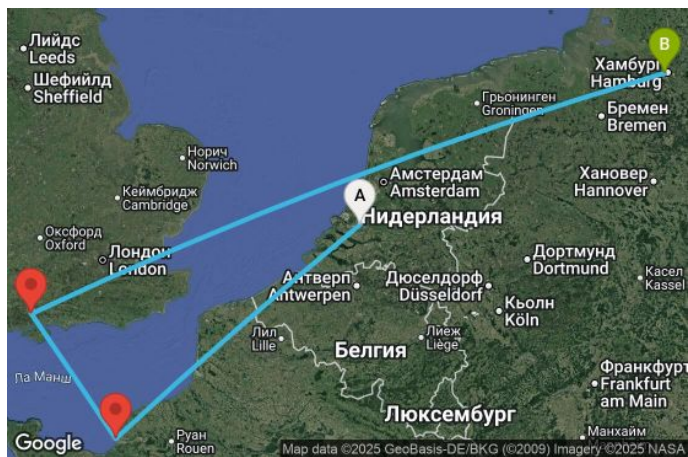 B
Лийдс
Leeds
Шефийлд
Sheffield
Хамбург
Hamburg
Грьонинген
Groningen
Бремен
Bremen
Норич
Norwich
Амстердам
Amsterdam
Хановер
Hannover
Кеймбридж
Cambridge
A
Нидерландия
Оксфорд
Oxford
Лондон
London
Дортмунд
Dortmund
Антверп
Antwerpen
Дюселдорф
Düsseldorf
Касел
Kassel
Кьолн
Köln
Лил
Lille
Лиеж
Liège
Белгия
Ла Манш
Франкфурт
Frankfurt
am Main
Люксембург
Руан
Rouen
Манхайм
Google
Map data ©2025 GeoBasis-DE/BKG (©2009) Imagery ©2025 NASA